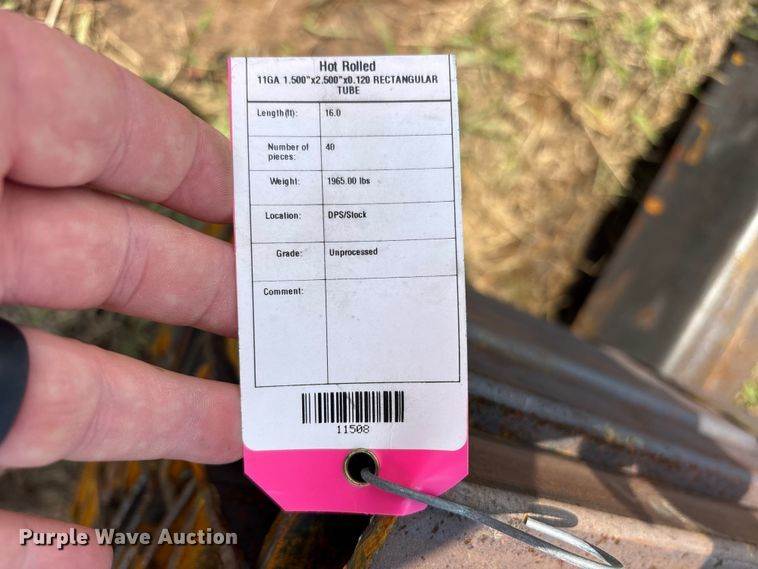 Hot Rolled
11GA 1.500"x2.500"x0.120 RECTANGULAR
TUBE
Length(ft): 16.0
Number of pieces: 40
Weight: 1965.00 lbs
Location: DPS/Stock
Grade: Unprocessed
Comment:
11508
Purple Wave Auction